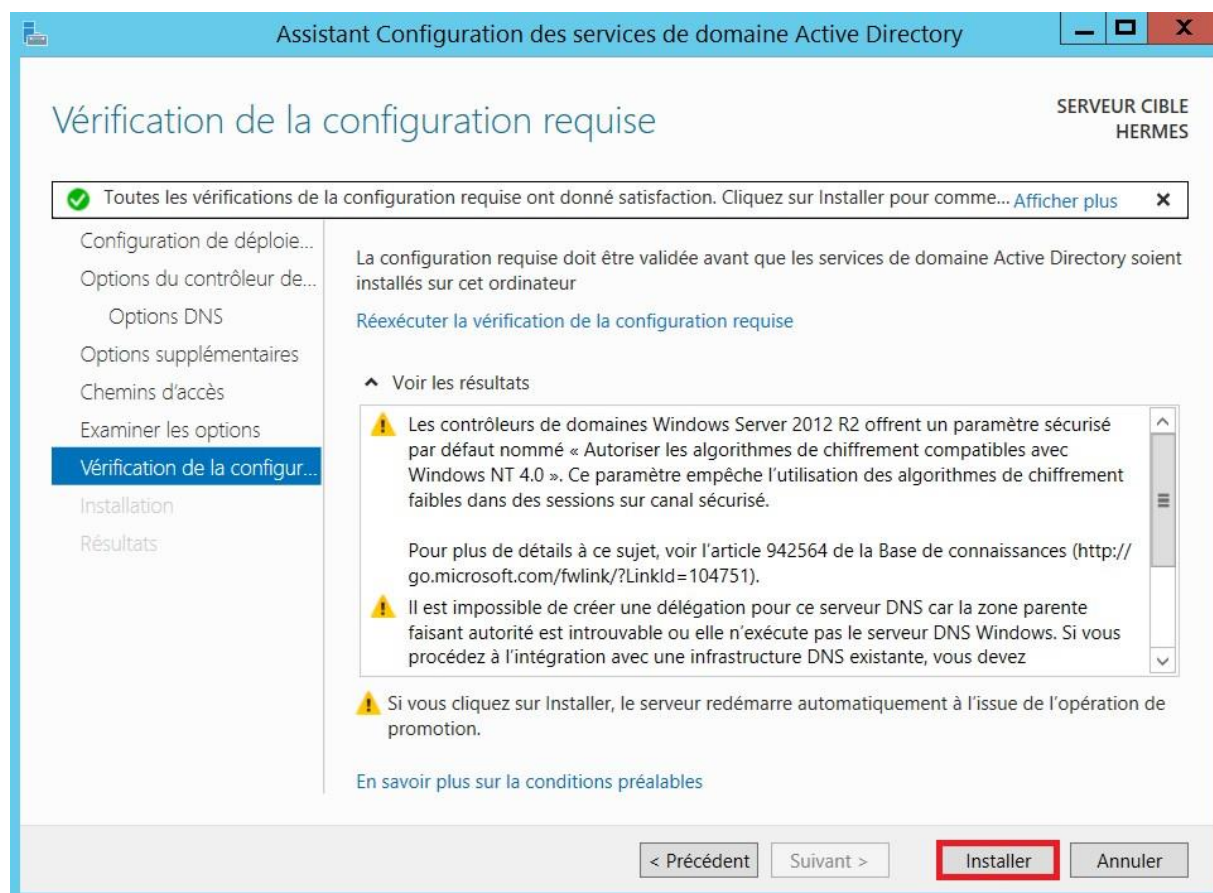 Assistant Configuration des services de domaine Active Directory
Vérification de la configuration requise
SERVEUR CIBLE
HERMES
Toutes les vérifications de la configuration requise ont donné satisfaction. Cliquez sur Installer pour comme... Afficher plus
Configuration de déploie...
Options du contrôleur de...
Options DNS
Options supplémentaires
Chemins d'accès
Examiner les options
Vérification de la configur...
Installation
Résultats
La configuration requise doit être validée avant que les services de domaine Active Directory soient
installés sur cet ordinateur
Réexécuter la vérification de la configuration requise
Voir les résultats
Les contrôleurs de domaines Windows Server 2012 R2 offrent un paramètre sécurisé
par défaut nommé « Autoriser les algorithmes de chiffrement compatibles avec
Windows NT 4.0 ». Ce paramètre empêche l'utilisation des algorithmes de chiffrement
faibles dans des sessions sur canal sécurisé.
Pour plus de détails à ce sujet, voir l'article 942564 de la Base de connaissances (http://
go.microsoft.com/fwlink/?LinkId=104751).
Il est impossible de créer une délégation pour ce serveur DNS car la zone parente
faisant autorité est introuvable ou elle n'exécute pas le serveur DNS Windows. Si vous
procédez à l'intégration avec une infrastructure DNS existante, vous devez
Si vous cliquez sur Installer, le serveur redémarre automatiquement à l'issue de l'opération de
promotion.
En savoir plus sur la conditions préalables
< Précédent
Suivant >
Installer
Annuler